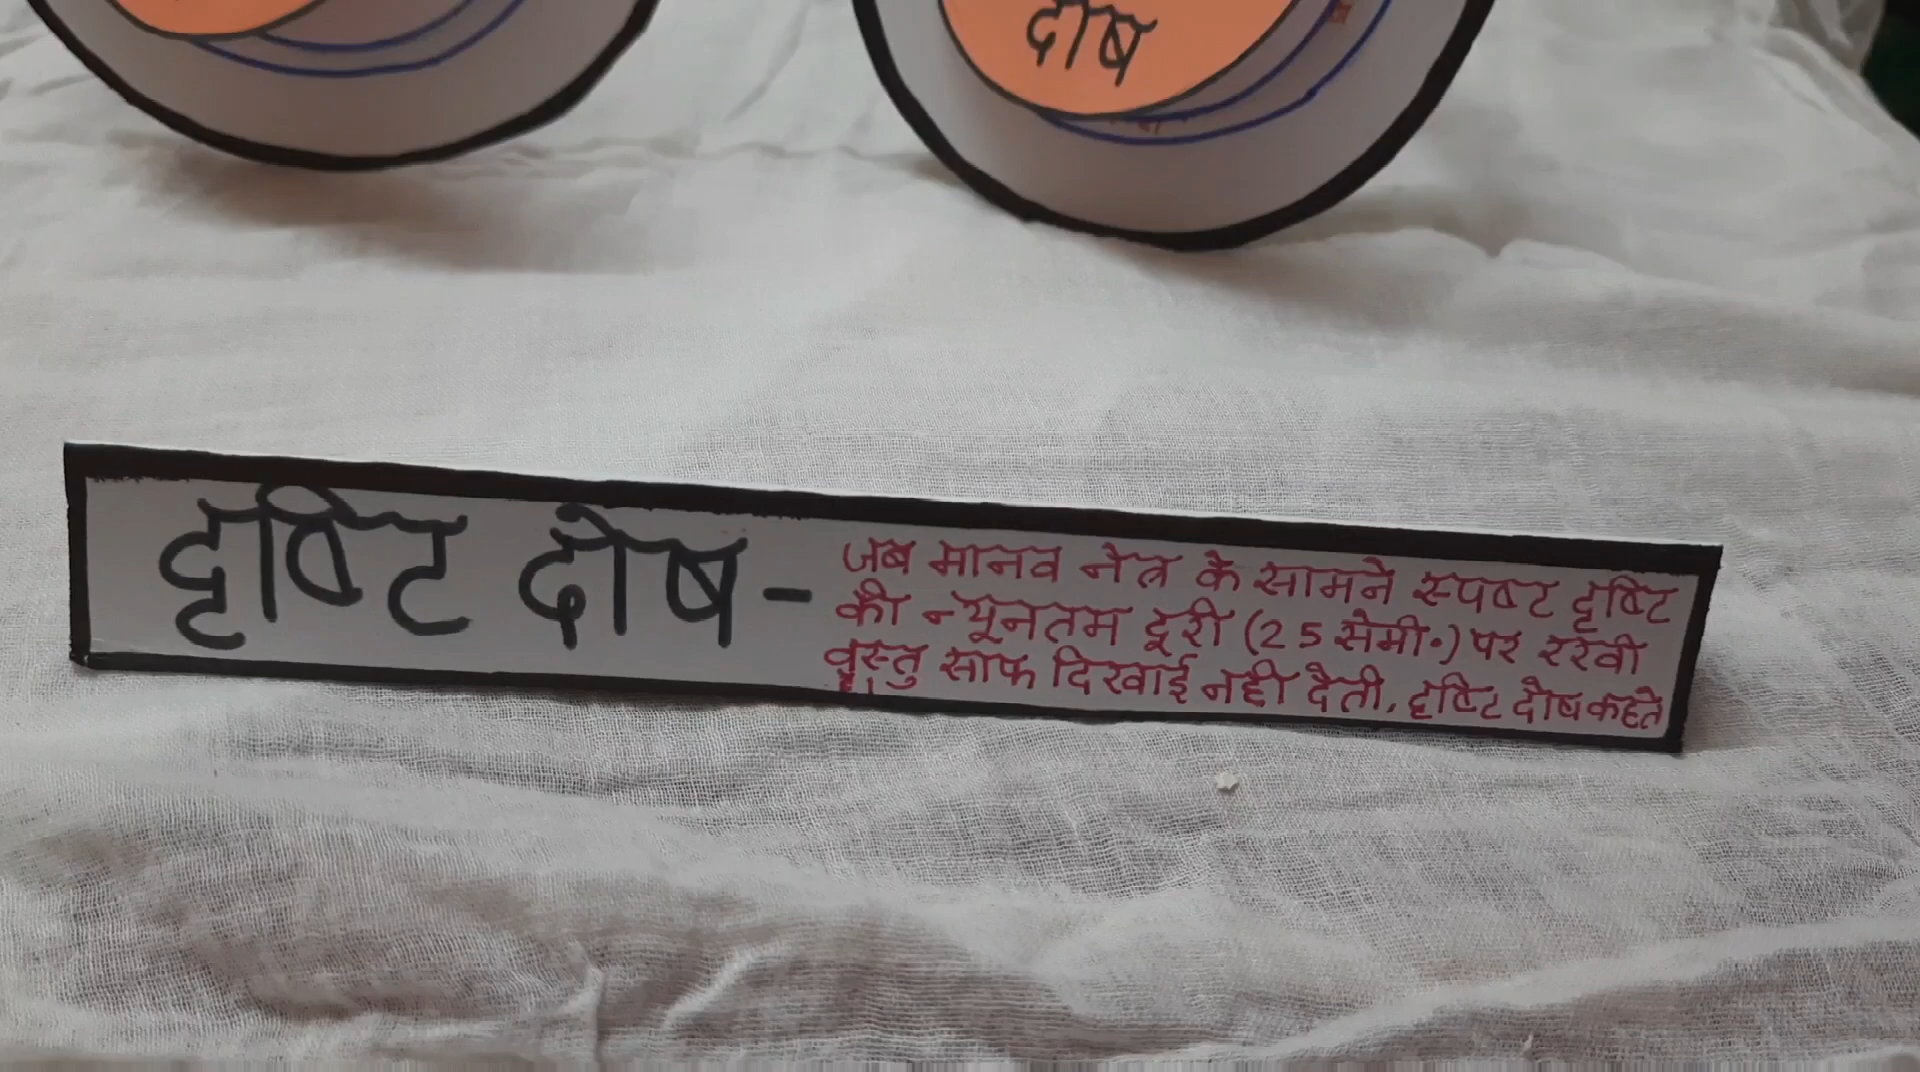 दोष
दृष्टि दोष-
जब मानव नेत्र के सामने स्पष्ट दृष्टि
की न्यूनतम दूरी (25 सेमी॰) पर रखी
वस्तु साफ दिखाई नही देती, दृष्टि दोष कहते
है।